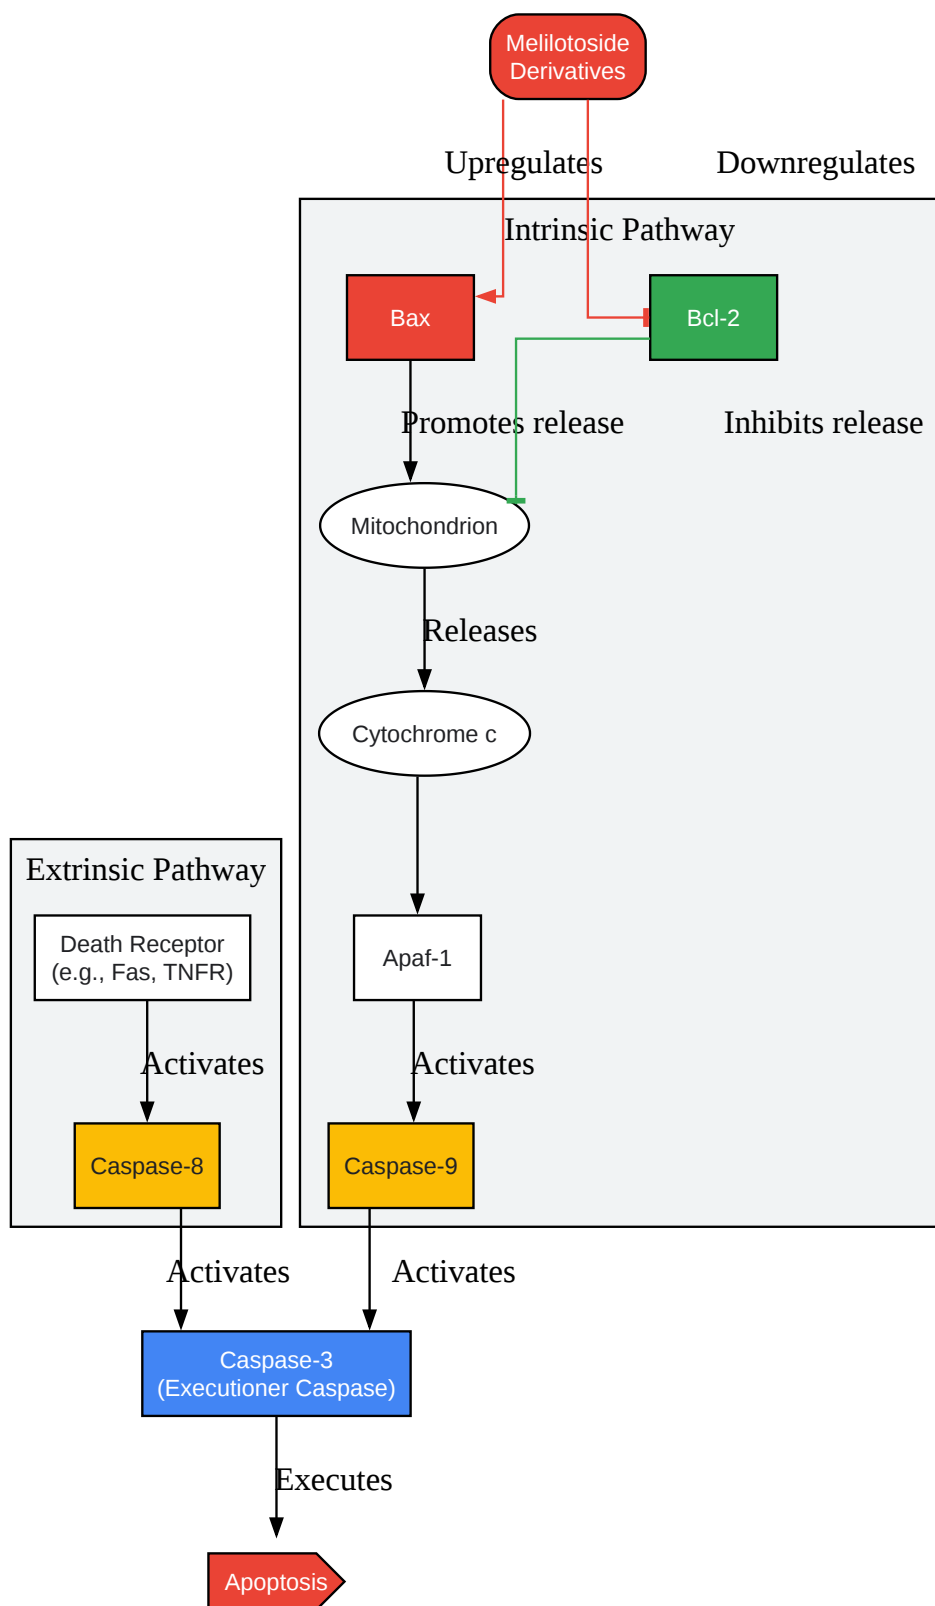 Melilotoside
Derivatives
Upregulates
Downregulates
Intrinsic Pathway
Bax
Bcl-2
Promotes release
Inhibits release
Mitochondrion
Releases
Cytochrome c
Extrinsic Pathway
Death Receptor
(e.g., Fas, TNFR)
Apaf-1
Activates
Activates
Caspase-8
Caspase-9
Activates
Activates
Caspase-3
(Executioner Caspase)
Executes
Apoptosis